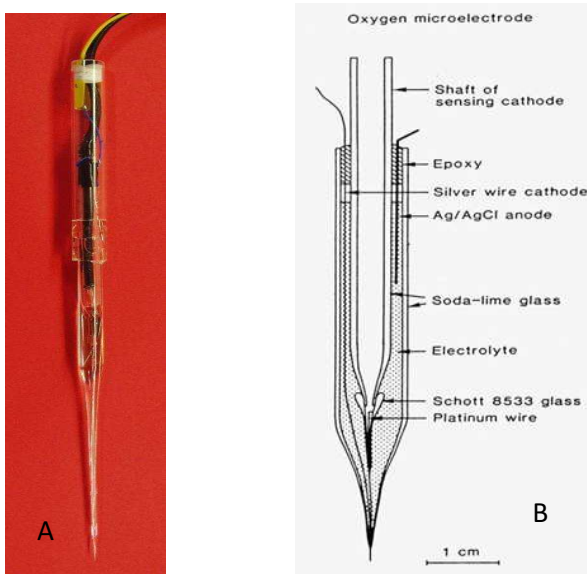 Oxygen microelectrode
Shaft of
sensing cathode
Epoxy
Silver wire cathode
Ag/AgCl anode
Soda-lime glass
Electrolyte
Schott 8533 glass
Platinum wire
A
B
1 cm